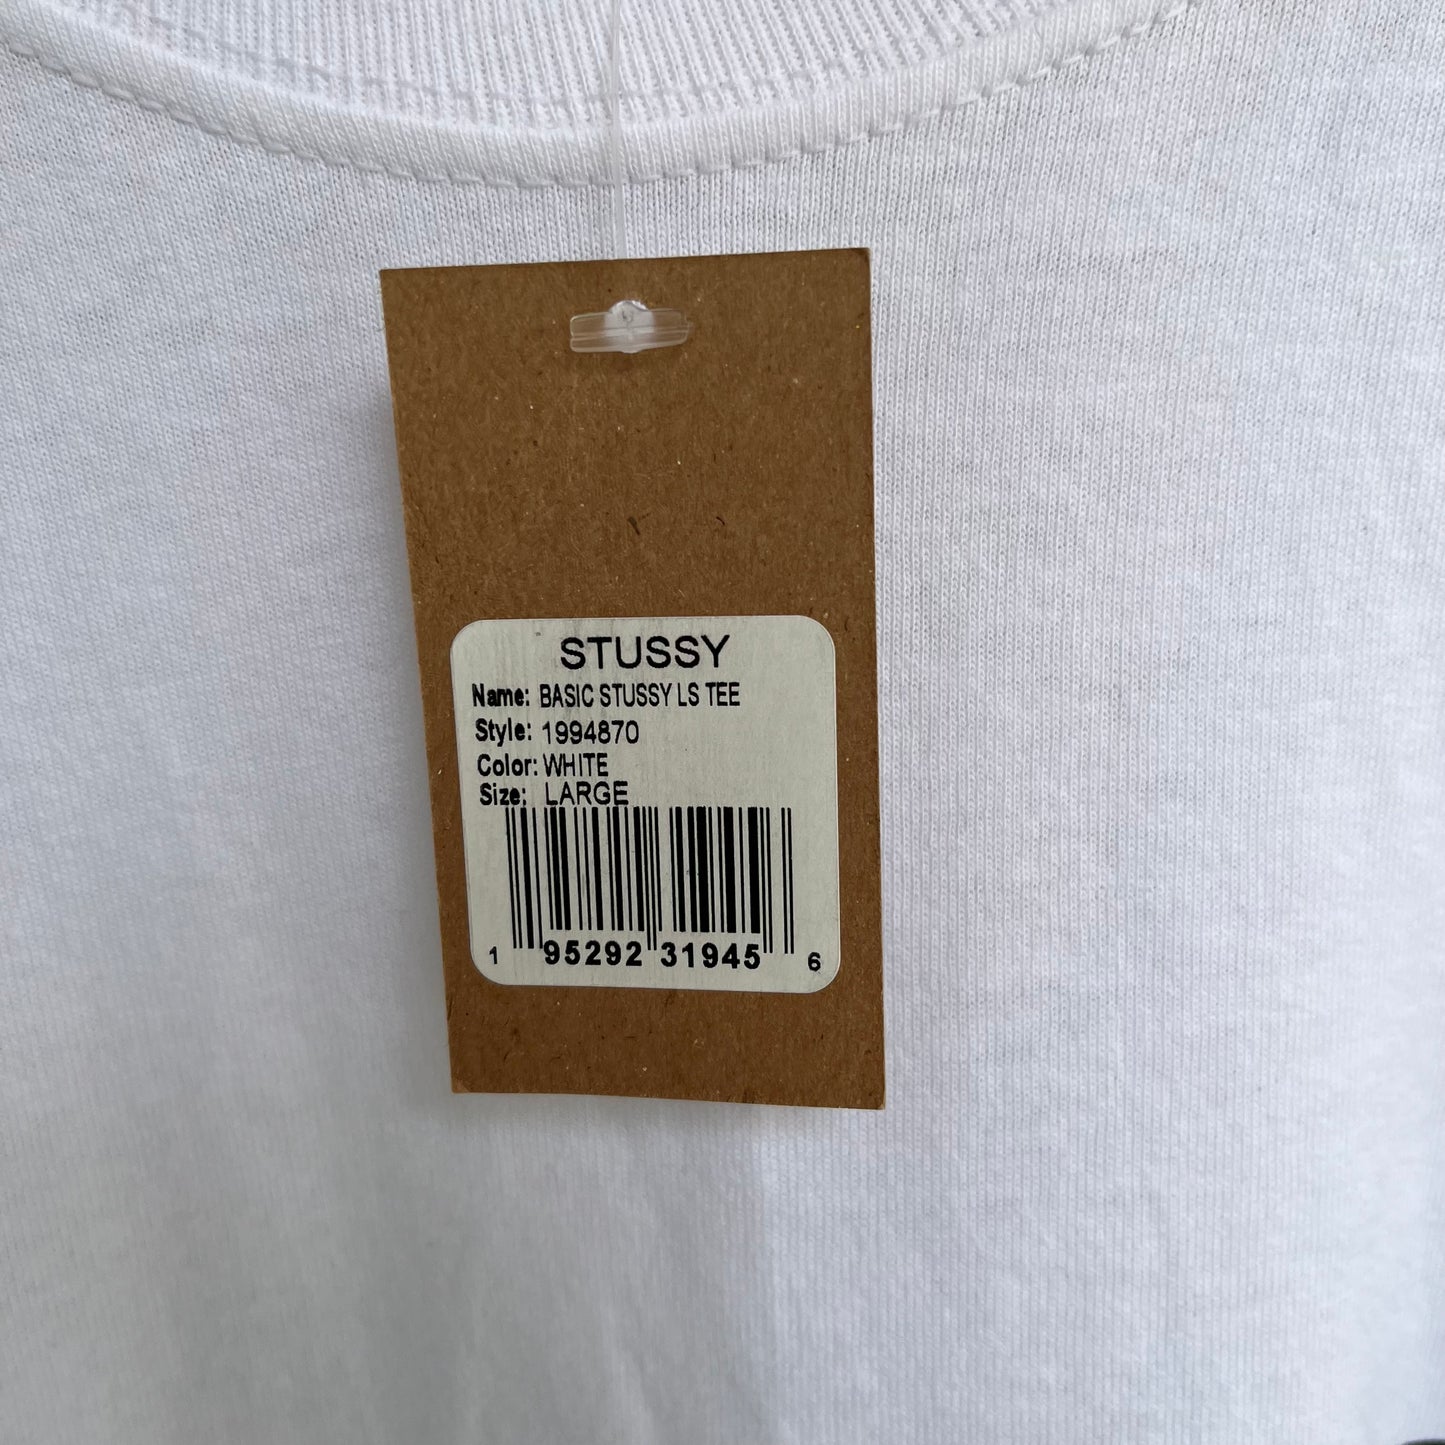 STUSSY
Name: BASIC STUSSY LS TEE
Style: 1994870
Color: WHITE
Size: LARGE
1 95292 31945 6